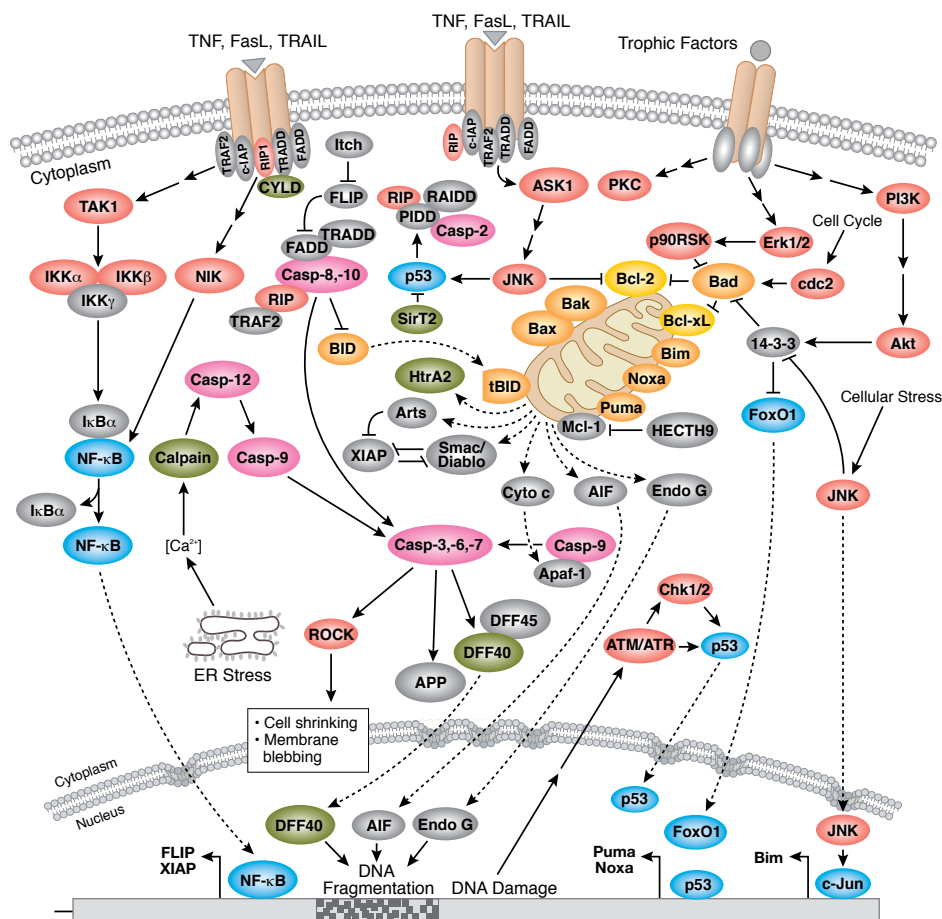 TNF, FasL, TRAIL
TNF, FasL, TRAIL
Trophic Factors
Cytoplasm
TRAF2
c-IAP
RIP1
TRADD
FADD
CYLD
Itch
FLIP
RIP
c-IAP
TRAF2
TRADD
FADD
TAK1
NIK
IKKα
IKKβ
IKKγ
FADD
TRADD
Casp-8,-10
RIP
TRAF2
RIP
RAIDD
PIDD
Casp-2
ASK1
PKC
PI3K
Cell Cycle
p90RSK
Erk1/2
p53
JNK
Bcl-2
Bad
cdc2
SirT2
Bak
Bax
Bcl-xL
14-3-3
Akt
BID
tBID
Bim
Noxa
Puma
Mcl-1
HECTH9
FoxO1
Cellular Stress
HtrA2
Arts
XIAP
Smac/
Diablo
Casp-12
IκBα
NF-κB
Calpain
Casp-9
Cyto c
AIF
Endo G
JNK
IκBα
NF-κB
[Ca²⁺]
Casp-3,-6,-7
Casp-9
Apaf-1
ER Stress
ROCK
DFF45
DFF40
APP
Chk1/2
ATM/ATR
p53
• Cell shrinking
• Membrane
blebbing
Cytoplasm
Nucleus
p53
DFF40
AIF
Endo G
FoxO1
JNK
FLIP
XIAP
NF-κB
DNA
Fragmentation
DNA Damage
Puma
Noxa
p53
Bim
c-Jun